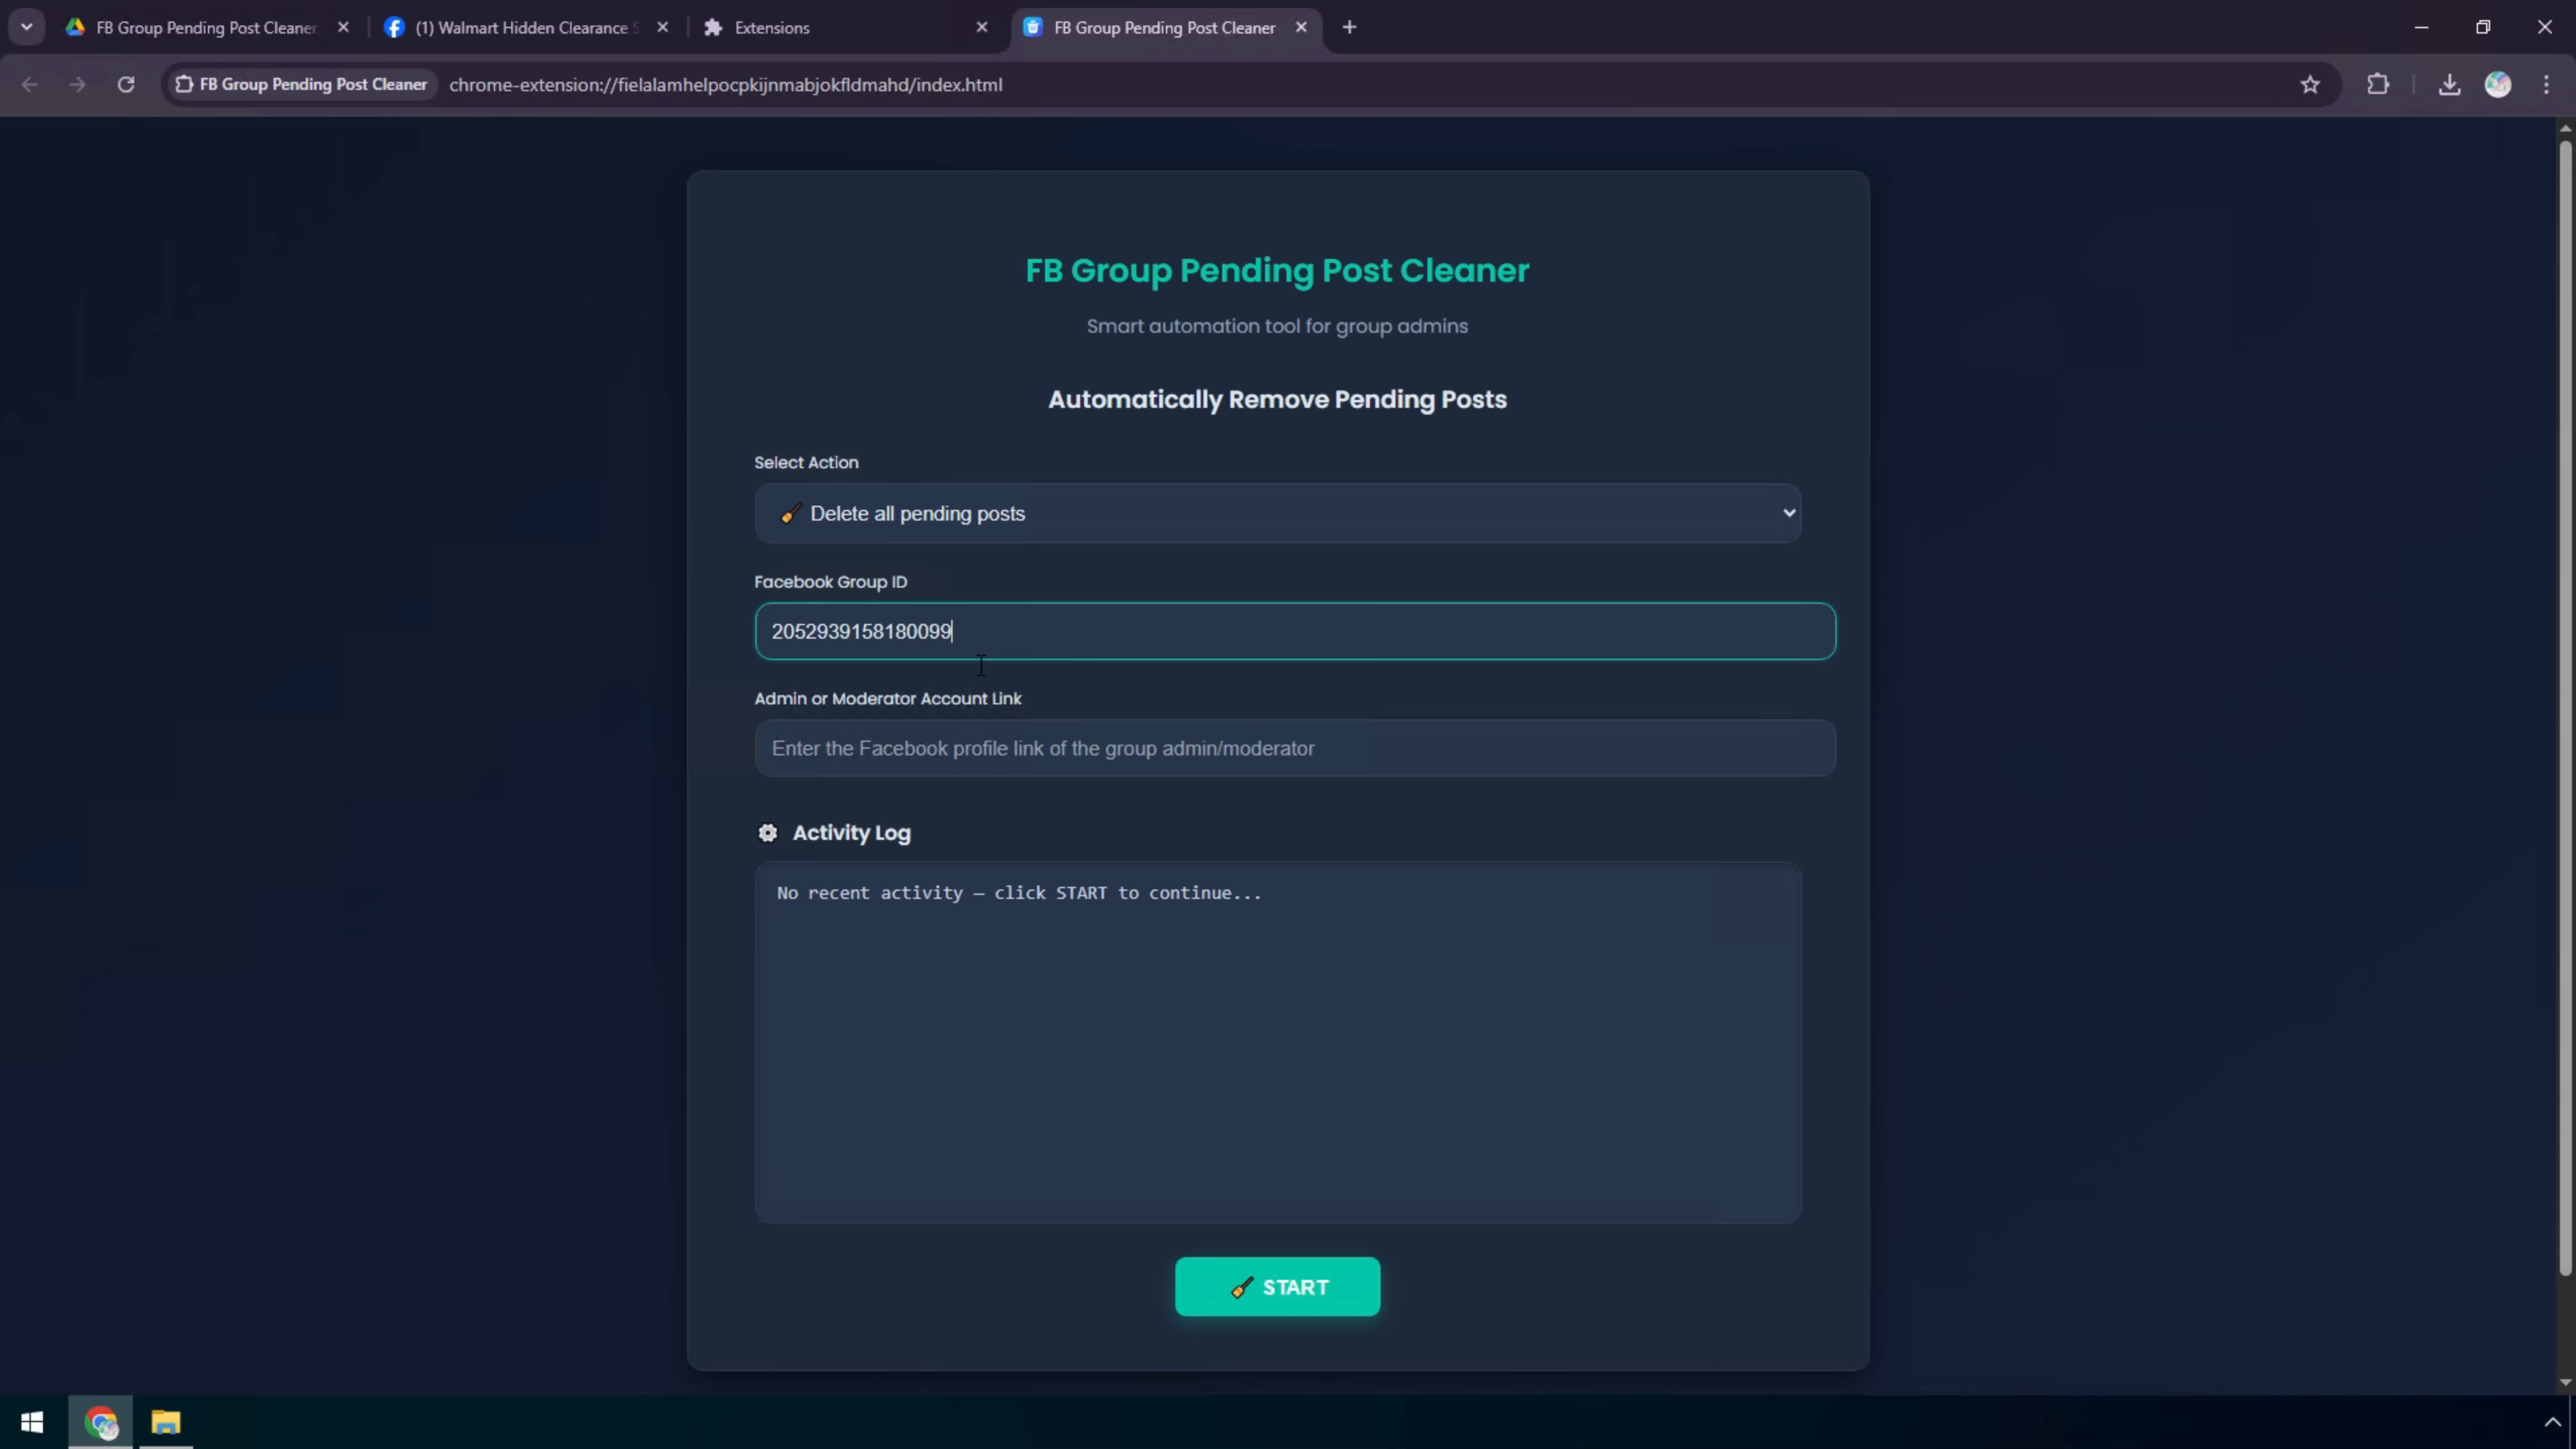 FB Group Pending Post Cleaner
(1) Walmart Hidden Clearance S
Extensions
FB Group Pending Post Cleaner
FB Group Pending Post Cleaner
chrome-extension://fielalamhelpocpkijnmabjokfldmahd/index.html
FB Group Pending Post Cleaner
Smart automation tool for group admins
Automatically Remove Pending Posts
Select Action
Delete all pending posts
Facebook Group ID
2052939158180099
Admin or Moderator Account Link
Enter the Facebook profile link of the group admin/moderator
Activity Log
No recent activity — click START to continue...
START